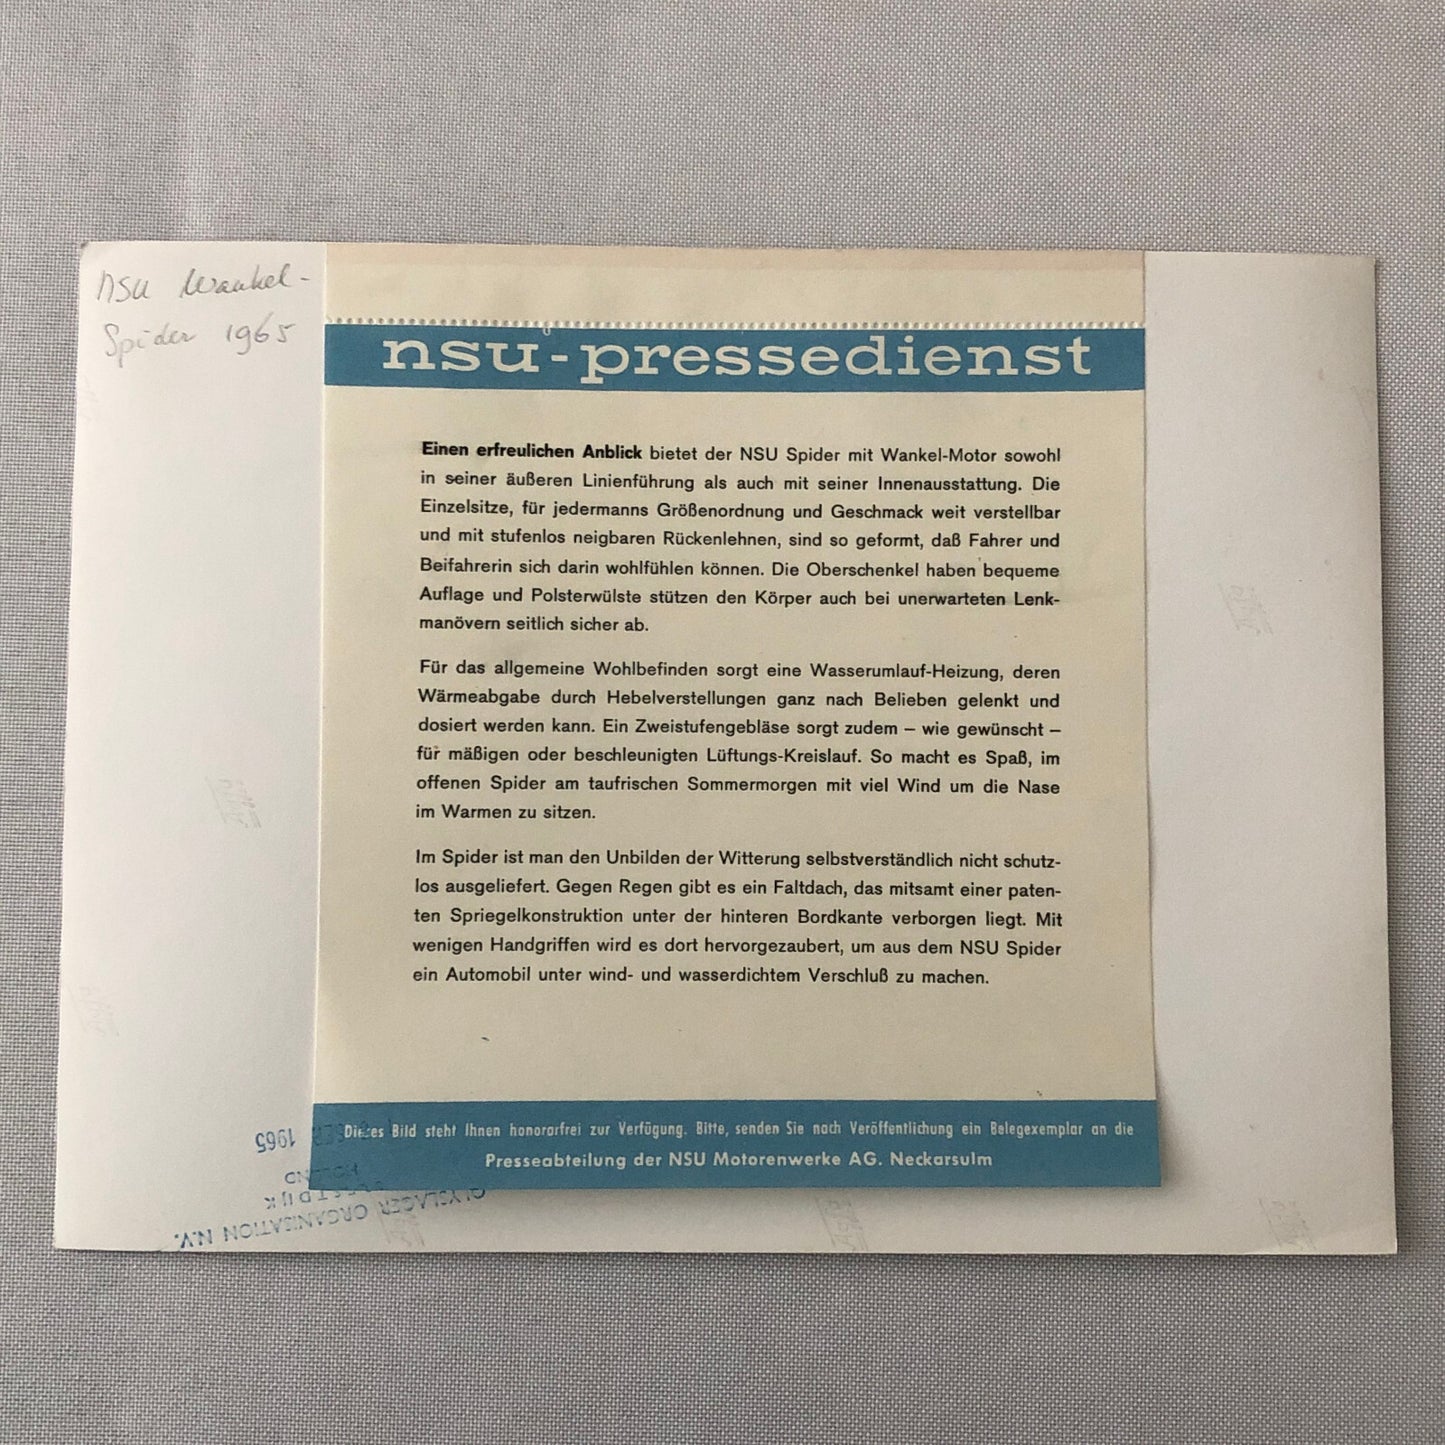 NSU Wankel-
Spider 1965
nsu-pressedienst
Einen erfreulichen Anblick bietet der NSU Spider mit Wankel-Motor sowohl
in seiner äußeren Linienführung als auch mit seiner Innenausstattung. Die
Einzelsitze, für jedermanns Größenordnung und Geschmack weit verstellbar
und mit stufenlos neigbaren Rückenlehnen, sind so geformt, daß Fahrer und
Beifahrerin sich darin wohlfühlen können. Die Oberschenkel haben bequeme
Auflage und Polsterwülste stützen den Körper auch bei unerwarteten Lenk-
manövern seitlich sicher ab.
Für das allgemeine Wohlbefinden sorgt eine Wasserumlauf-Heizung, deren
Wärmeabgabe durch Hebelverstellungen ganz nach Belieben gelenkt und
dosiert werden kann. Ein Zweistufengebläse sorgt zudem – wie gewünscht –
für mäßigen oder beschleunigten Lüftungs-Kreislauf. So macht es Spaß, im
offenen Spider am taufrischen Sommermorgen mit viel Wind um die Nase
im Warmen zu sitzen.
Im Spider ist man den Unbilden der Witterung selbstverständlich nicht schutz-
los ausgeliefert. Gegen Regen gibt es ein Faltdach, das mitsamt einer paten-
ten Spriegelkonstruktion unter der hinteren Bordkante verborgen liegt. Mit
wenigen Handgriffen wird es dort hervorgezaubert, um aus dem NSU Spider
ein Automobil unter wind- und wasserdichtem Verschluß zu machen.
Dieses Bild steht Ihnen honorarfrei zur Verfügung. Bitte, senden Sie nach Veröffentlichung ein Belegexemplar an die
Presseabteilung der NSU Motorenwerke AG. Neckarsulm
OLYSLAGER ORGANISATION N.V.
HOLLAND
1965